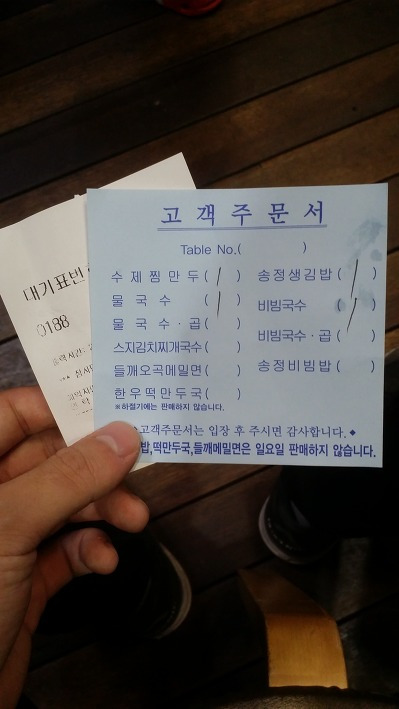 고객주문서
Table No.( )
수제찜만두( / ) 송정생김밥( / )
물국수( / ) 비빔국수( / )
물국수·곱( ) 비빔국수·곱( )
스지김치찌개국수( ) 송정비빔밥( )
들깨오곡메밀면( )
한우떡만두국( )
※하절기에는 판매하지 않습니다.
◆고객주문서는 입장 후 주시면 감사합니다.◆
밥,떡만두국,들깨메밀면은 일요일 판매하지 않습니다.
대기표번
0188